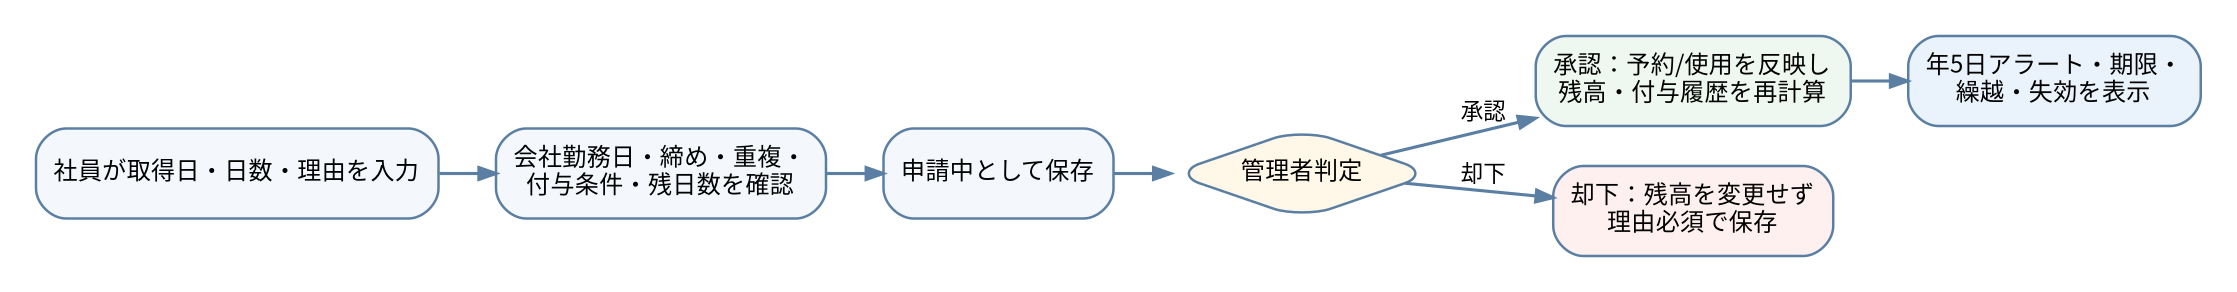 社員が取得日・日数・理由を入力
会社勤務日・締め・重複・
付与条件・残日数を確認
申請中として保存
管理者判定
承認
承認：予約/使用を反映し
残高・付与履歴を再計算
年5日アラート・期限・
繰越・失効を表示
却下
却下：残高を変更せず
理由必須で保存